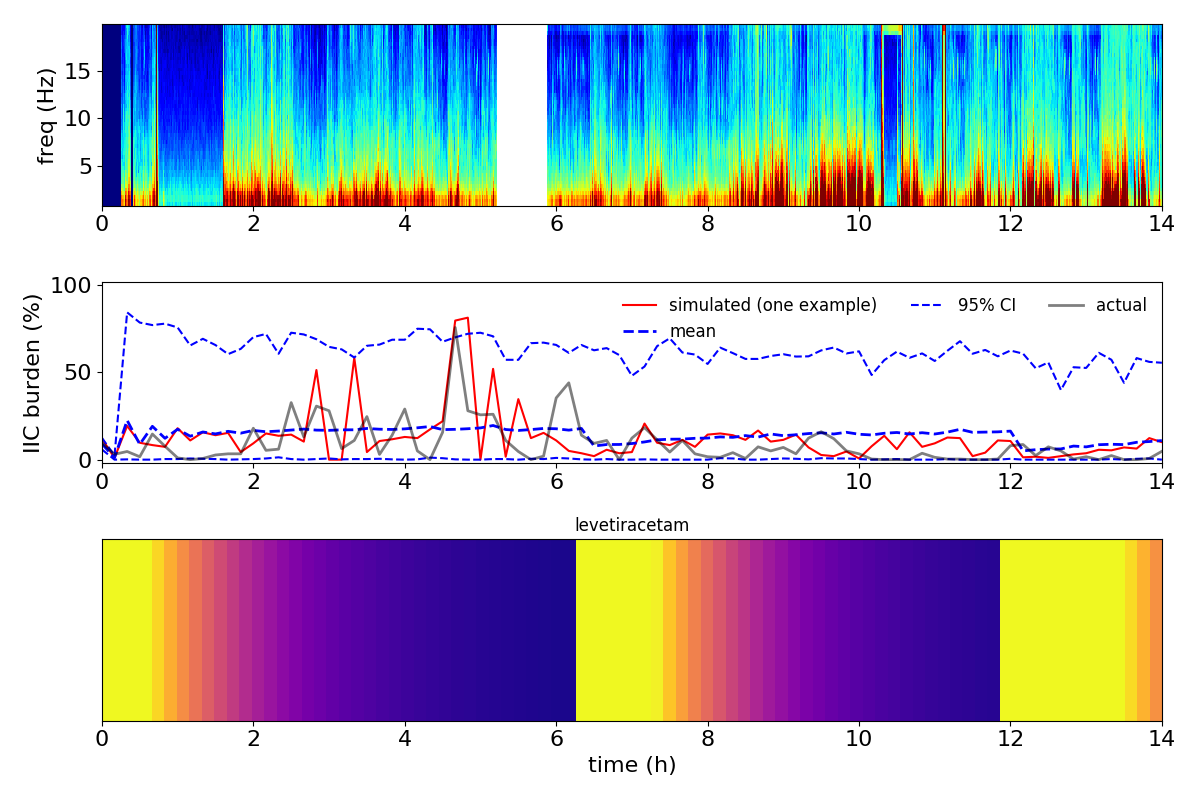 freq (Hz)
15
10
5
0 2 4 6 8 10 12 14
IIC burden (%)
100
50
0
simulated (one example) 95% CI actual
mean
0 2 4 6 8 10 12 14
levetiracetam
0 2 4 6 8 10 12 14
time (h)